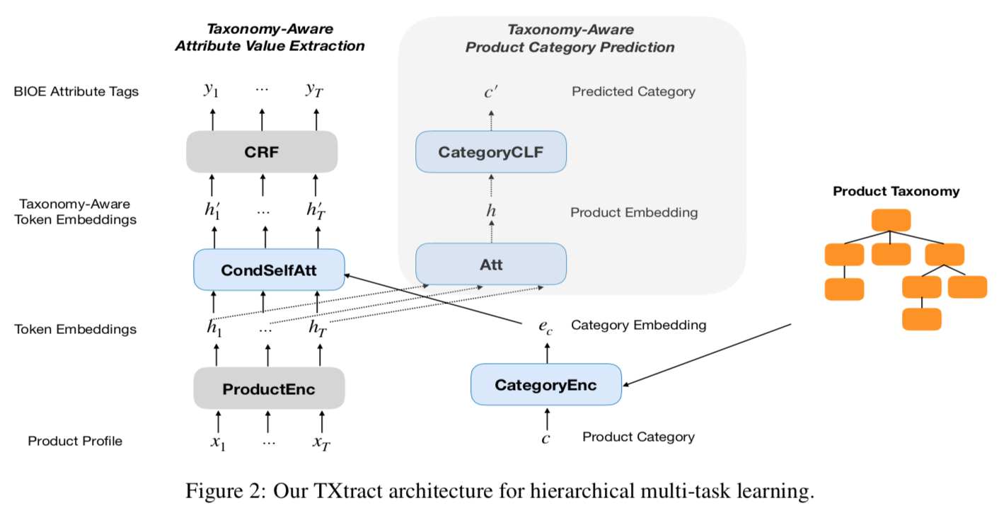 Taxonomy-Aware
Attribute Value Extraction
Taxonomy-Aware
Product Category Prediction
BIOE Attribute Tags
y1 ... yT
c′
Predicted Category
CRF
CategoryCLF
Taxonomy-Aware
Token Embeddings
h′1 ... h′T
h
Product Embedding
Product Taxonomy
CondSelfAtt
Att
Token Embeddings
h1 ... hT
ec
Category Embedding
ProductEnc
CategoryEnc
Product Profile
x1 ... xT
c
Product Category
Figure 2: Our TXtract architecture for hierarchical multi-task learning.